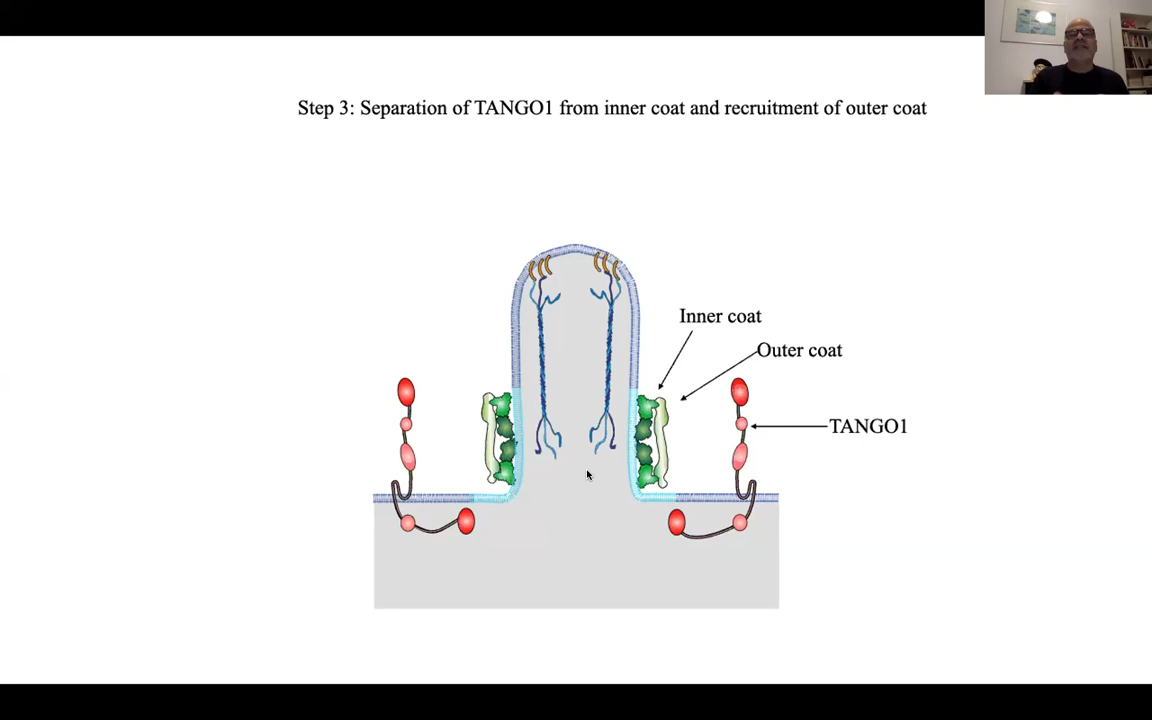 Step 3: Separation of TANGO1 from inner coat and recruitment of outer coat
Inner coat
Outer coat
TANGO1